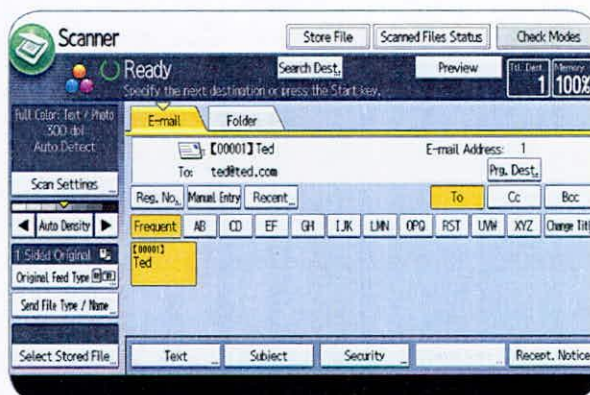 Scanner
Store File
Scanned Files Status
Check Modes
Ready
Search Dest.
Preview
Ttl. Dest.
1
Memory
100%
Specify the next destination or press the Start key.
Full Color: Text / Photo
300 dpi
Auto Detect
Scan Settings
Auto Density
1 Sided Original
Original Feed Type
Send File Type / Name
Select Stored File
E-mail
Folder
[00001] Ted
E-mail Address: 1
To: ted@ted.com
Prg. Dest.
Reg. No.
Manual Entry
Recent
To
Cc
Bcc
Frequent
AB
CD
EF
GH
IJK
LMN
OPQ
RST
UVW
XYZ
Change Titl
[00001]
Ted
Text
Subject
Security
Recept. Notice